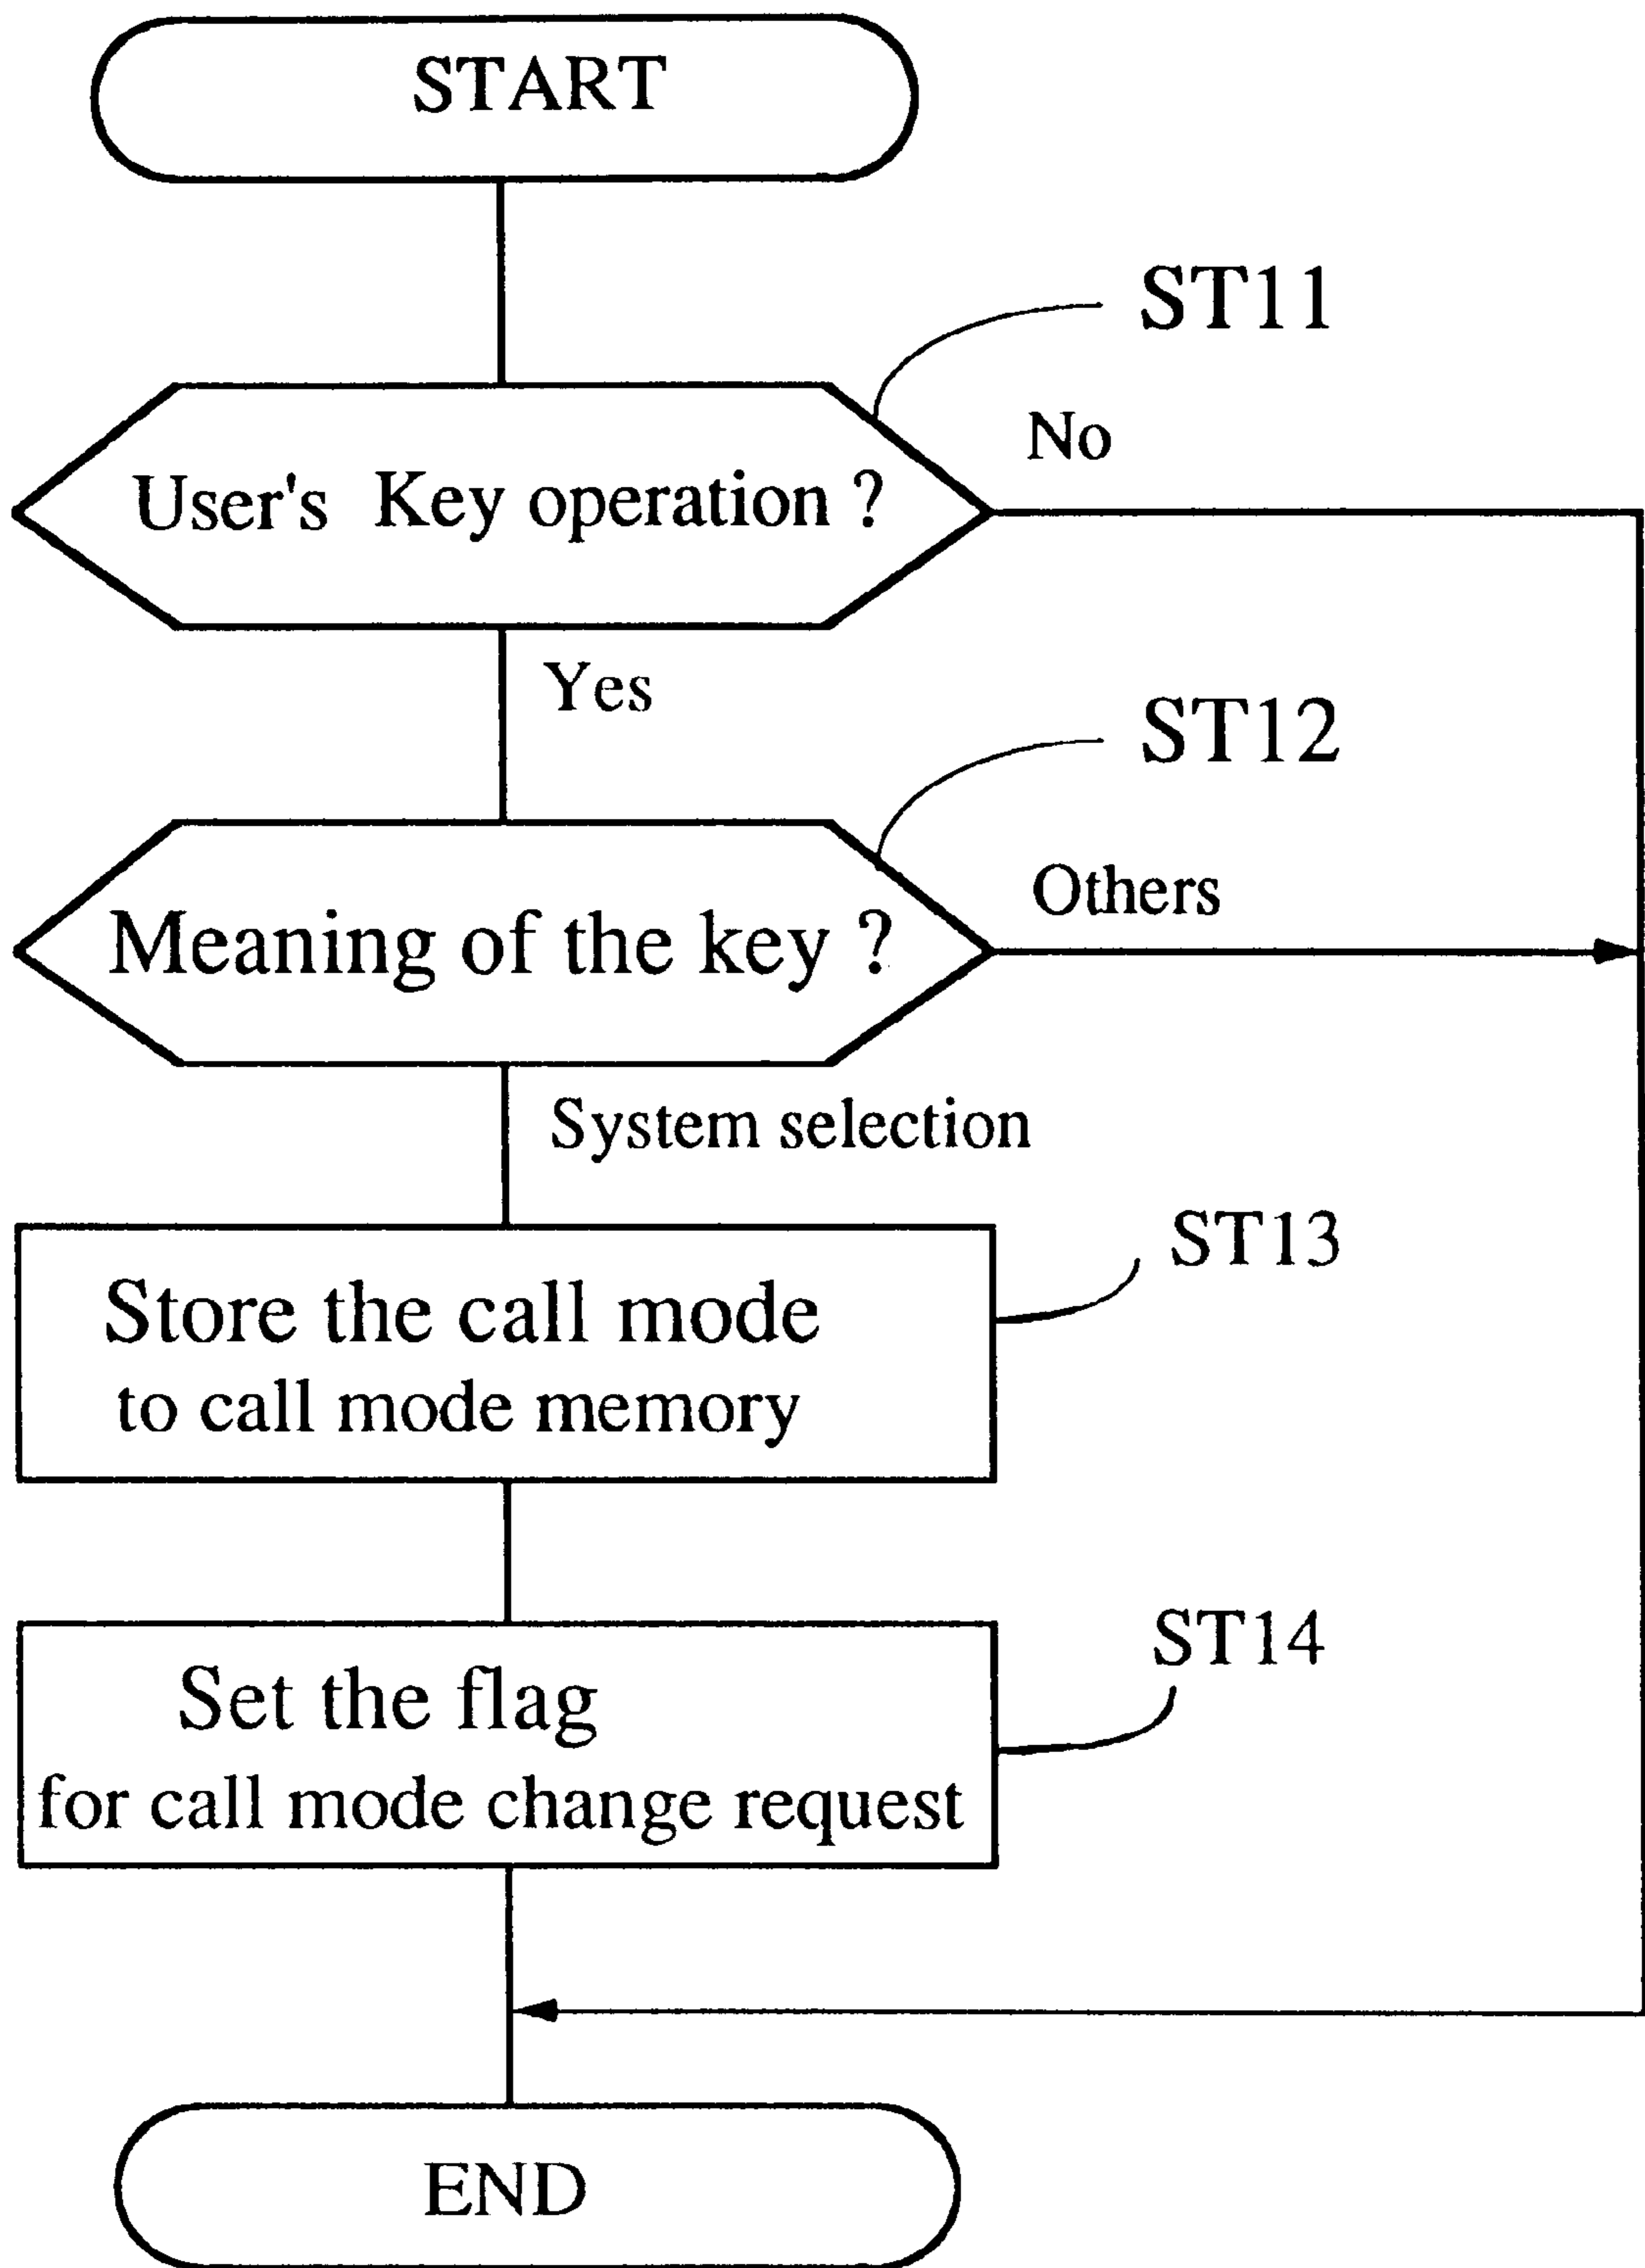 START
ST11
No
User's Key operation ?
Yes
ST12
Others
Meaning of the key ?
System selection
ST13
Store the call mode
to call mode memory
ST14
Set the flag
for call mode change request
END